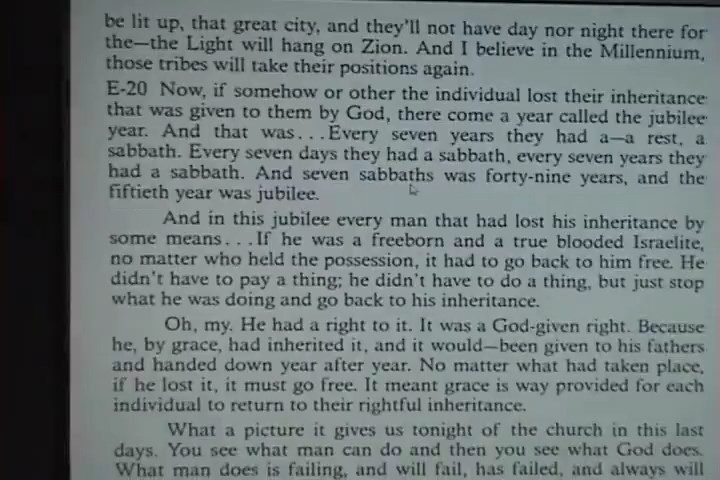 be lit up, that great city, and they'll not have day nor night there for
the—the Light will hang on Zion. And I believe in the Millennium,
those tribes will take their positions again.
E-20 Now, if somehow or other the individual lost their inheritance
that was given to them by God, there come a year called the jubilee
year. And that was...Every seven years they had a—a rest, a
sabbath. Every seven days they had a sabbath, every seven years they
had a sabbath. And seven sabbaths was forty-nine years, and the
fiftieth year was jubilee.
And in this jubilee every man that had lost his inheritance by
some means...If he was a freeborn and a true blooded Israelite,
no matter who held the possession, it had to go back to him free. He
didn't have to pay a thing; he didn't have to do a thing, but just stop
what he was doing and go back to his inheritance.
Oh, my. He had a right to it. It was a God-given right. Because
he, by grace, had inherited it, and it would—been given to his fathers
and handed down year after year. No matter what had taken place,
if he lost it, it must go free. It meant grace is way provided for each
individual to return to their rightful inheritance.
What a picture it gives us tonight of the church in this last
days. You see what man can do and then you see what God does.
What man does is failing, and will fail, has failed, and always will